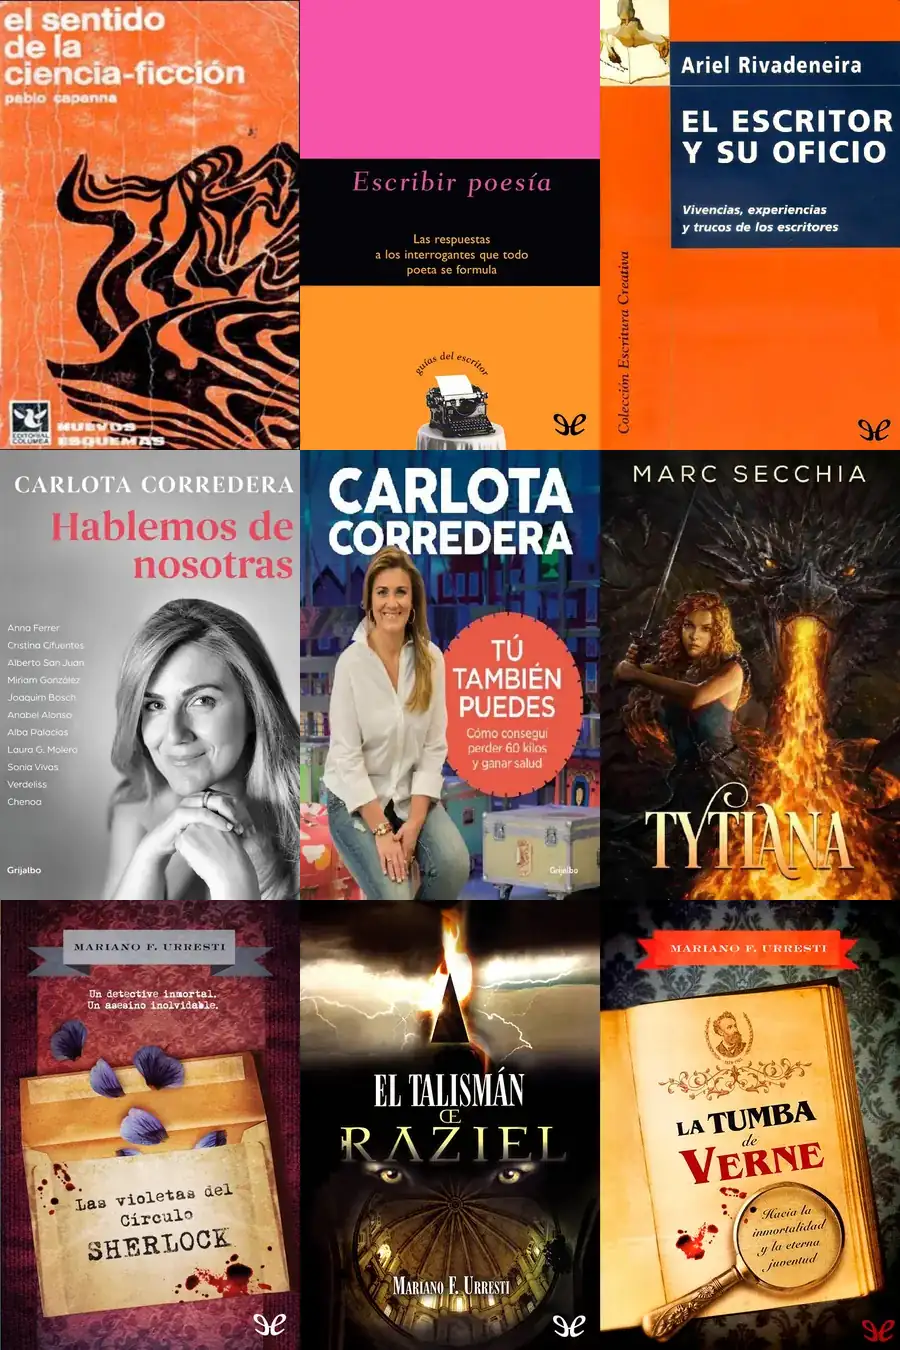 el sentido
de la
ciencia-ficción
pablo capanna
EDITORIAL
COLUMBA
NUEVOS
ESQUEMAS
Escribir poesía
Las respuestas
a los interrogantes que todo
poeta se formula
guías del escritor
Ariel Rivadeneira
EL ESCRITOR
Y SU OFICIO
Vivencias, experiencias
y trucos de los escritores
Colección Escritura Creativa
CARLOTA CORREDERA
Hablemos de
nosotras
Anna Ferrer
Cristina Cifuentes
Alberto San Juan
Miriam González
Joaquim Bosch
Anabel Alonso
Alba Palacios
Laura G. Molero
Sonia Vivas
Verdeliss
Chenoa
Grijalbo
CARLOTA
CORREDERA
TÚ
TAMBIÉN
PUEDES
Cómo conseguí
perder 60 kilos
y ganar salud
Grijalbo
MARC SECCHIA
TYTIANA
MARIANO F. URRESTI
Un detective inmortal.
Un asesino inolvidable.
Las violetas del
Círculo
SHERLOCK
EL TALISMÁN
DE
RAZIEL
MARIANO F. URRESTI
MARIANO F. URRESTI
LA TUMBA
de
VERNE
Hacia la
inmortalidad
y la eterna
juventud